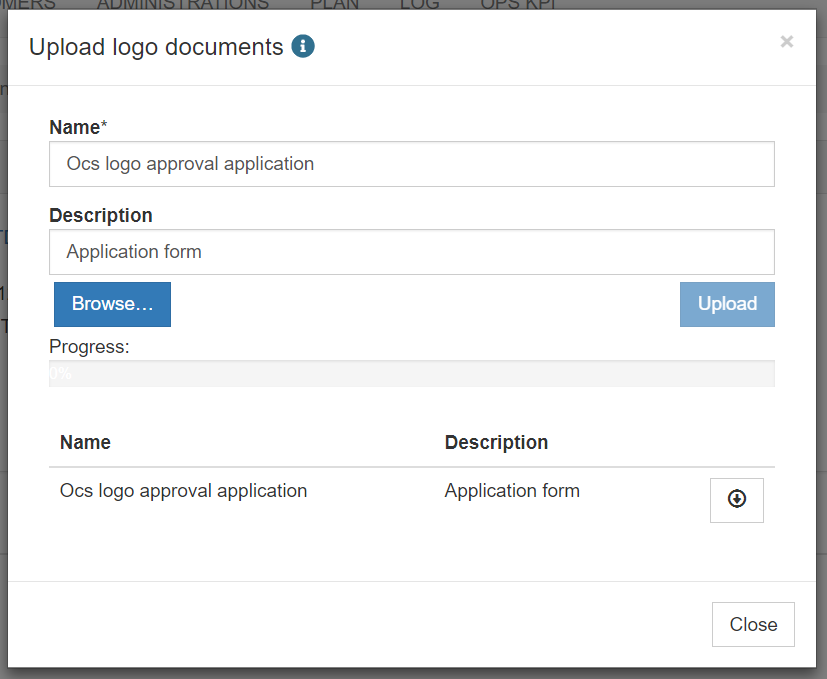 ADMINISTRATIONS PLAN LOG OPS KPI
Upload logo documents
×
Name*
Ocs logo approval application
Description
Application form
Browse...
Upload
Progress:
0%
Name Description
Ocs logo approval application Application form
Close